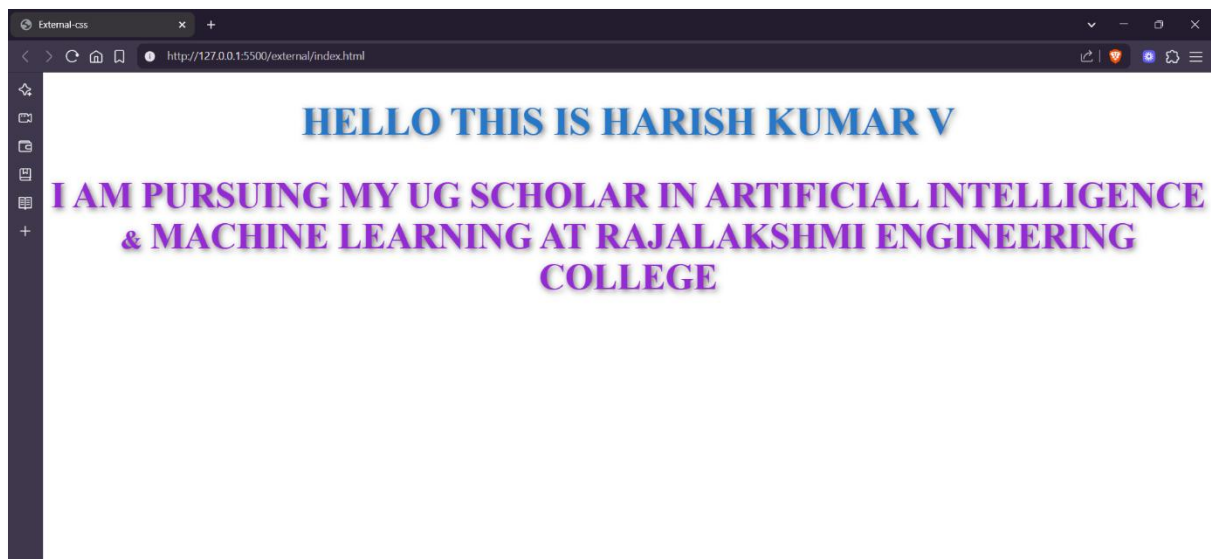 External-css
http://127.0.0.1:5500/external/index.html
HELLO THIS IS HARISH KUMAR V
I AM PURSUING MY UG SCHOLAR IN ARTIFICIAL INTELLIGENCE
& MACHINE LEARNING AT RAJALAKSHMI ENGINEERING
COLLEGE